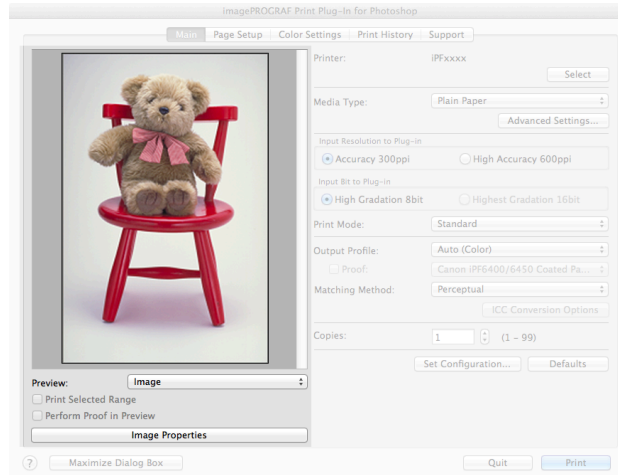 imagePROGRAF Print Plug-In for Photoshop
Main Page Setup Color Settings Print History Support
Printer: iPFxxxx
Select
Media Type: Plain Paper
Advanced Settings...
Input Resolution to Plug-in
Accuracy 300ppi High Accuracy 600ppi
Input Bit to Plug-in
High Gradation 8bit Highest Gradation 16bit
Print Mode: Standard
Output Profile: Auto (Color)
Proof: Canon iPF6400/6450 Coated Pa...
Matching Method: Perceptual
ICC Conversion Options
Copies: 1 (1 – 99)
Set Configuration... Defaults
Preview: Image
Print Selected Range
Perform Proof in Preview
Image Properties
? Maximize Dialog Box Quit Print